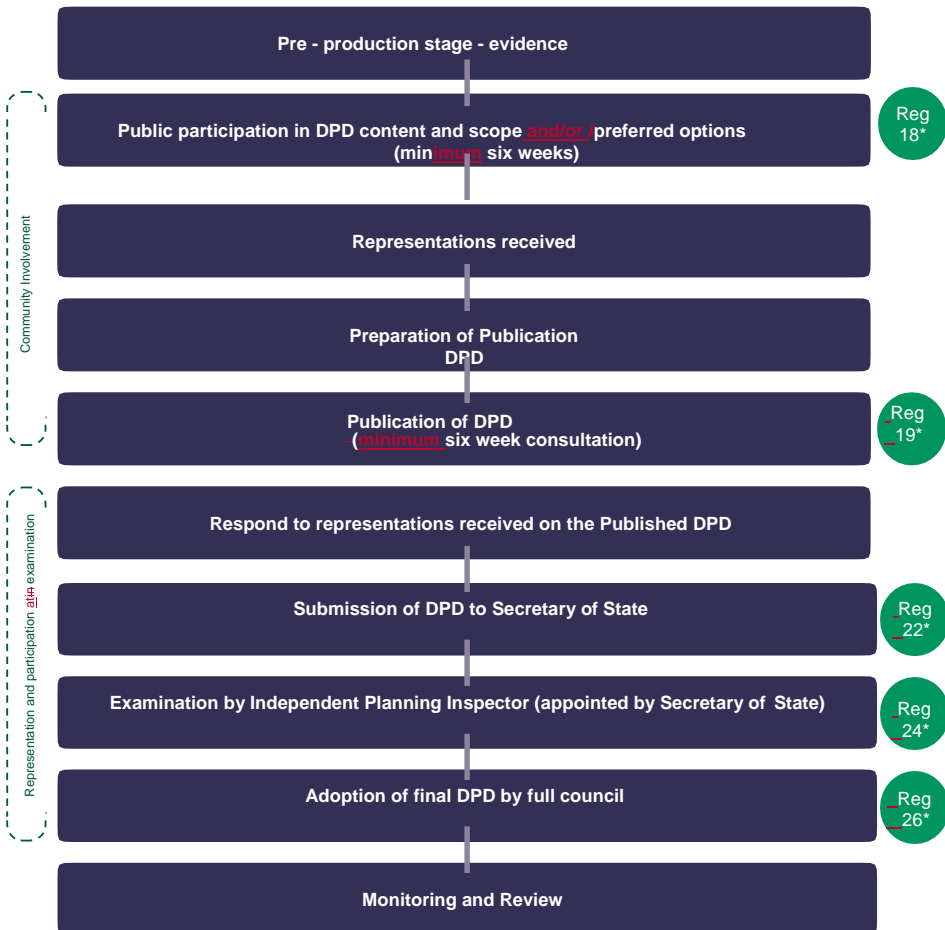 Pre - production stage - evidence
Public participation in DPD content and scope and/or /preferred options
(minimum six weeks)
Reg
18*
Community Involvement
Representations received
Preparation of Publication
DPD
Publication of DPD
(minimum six week consultation)
Reg
19*
Representation and participation atin examination
Respond to representations received on the Published DPD
Submission of DPD to Secretary of State
Reg
22*
Examination by Independent Planning Inspector (appointed by Secretary of State)
Reg
24*
Adoption of final DPD by full council
Reg
26*
Monitoring and Review